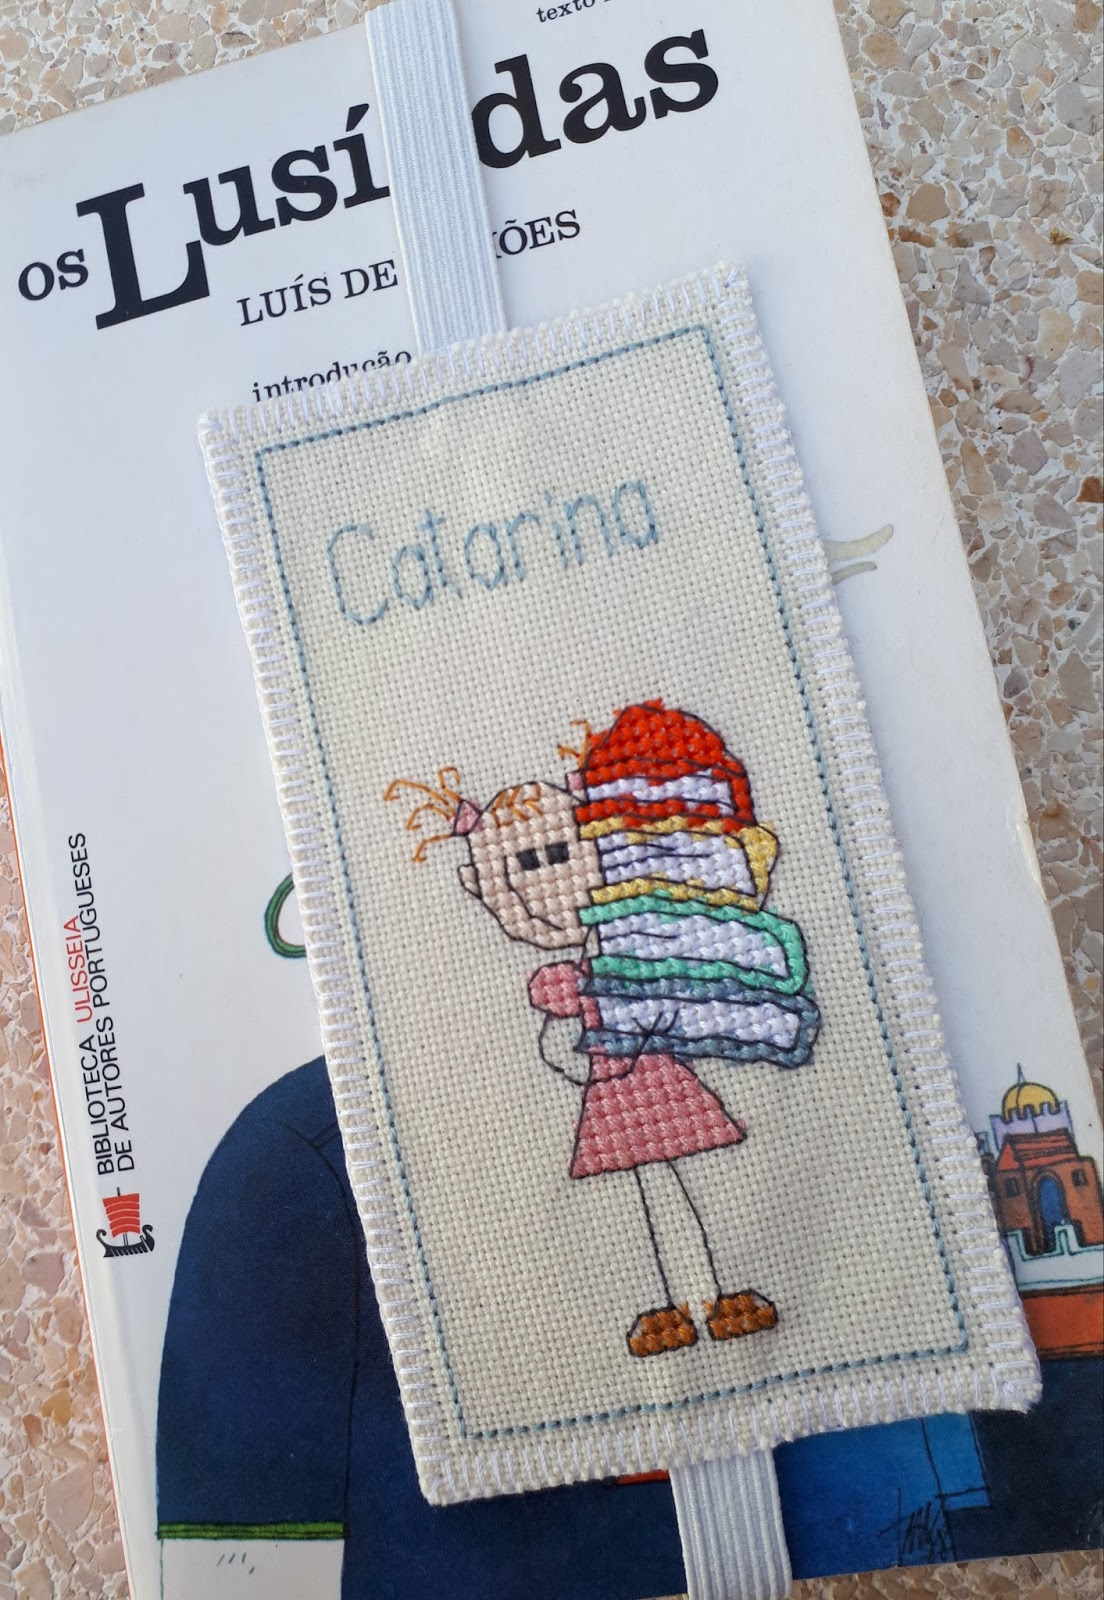 texto
os Lusí das
LUÍS DE ÕES
introdução
Catarina
BIBLIOTECA ULISSEIA
DE AUTORES PORTUGUESES